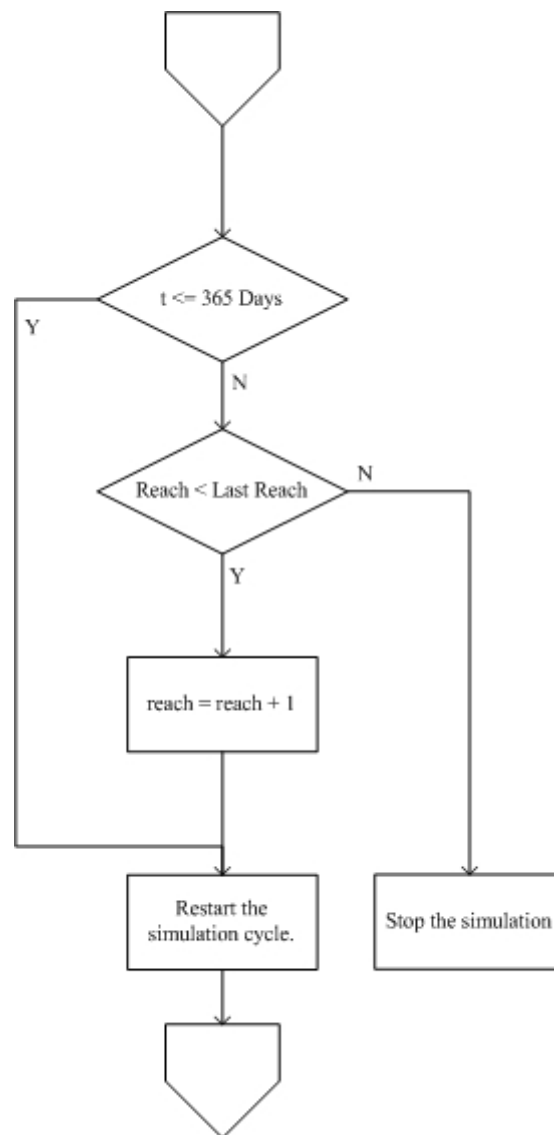 t <= 365 Days
Y
N
Reach < Last Reach
N
Y
reach = reach + 1
Restart the
simulation cycle.
Stop the simulation